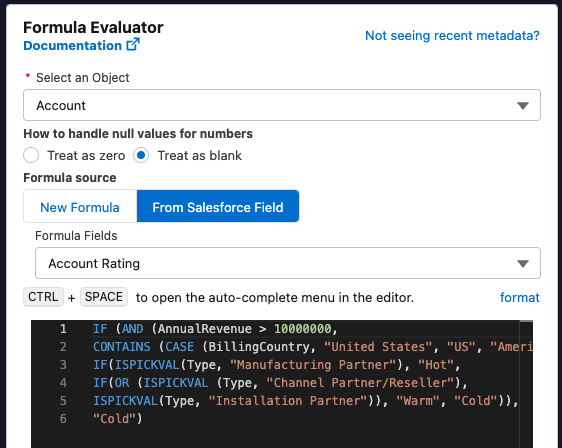 Formula Evaluator
Documentation
Not seeing recent metadata?
* Select an Object
Account
How to handle null values for numbers
Treat as zero
Treat as blank
Formula source
New Formula
From Salesforce Field
Formula Fields
Account Rating
CTRL + SPACE to open the auto-complete menu in the editor.
format
1 IF (AND (AnnualRevenue > 10000000,
2 CONTAINS (CASE (BillingCountry, "United States", "US", "Ameri
3 IF(ISPICKVAL(Type, "Manufacturing Partner"), "Hot",
4 IF(OR (ISPICKVAL (Type, "Channel Partner/Reseller"),
5 ISPICKVAL(Type, "Installation Partner")), "Warm", "Cold")),
6 "Cold")